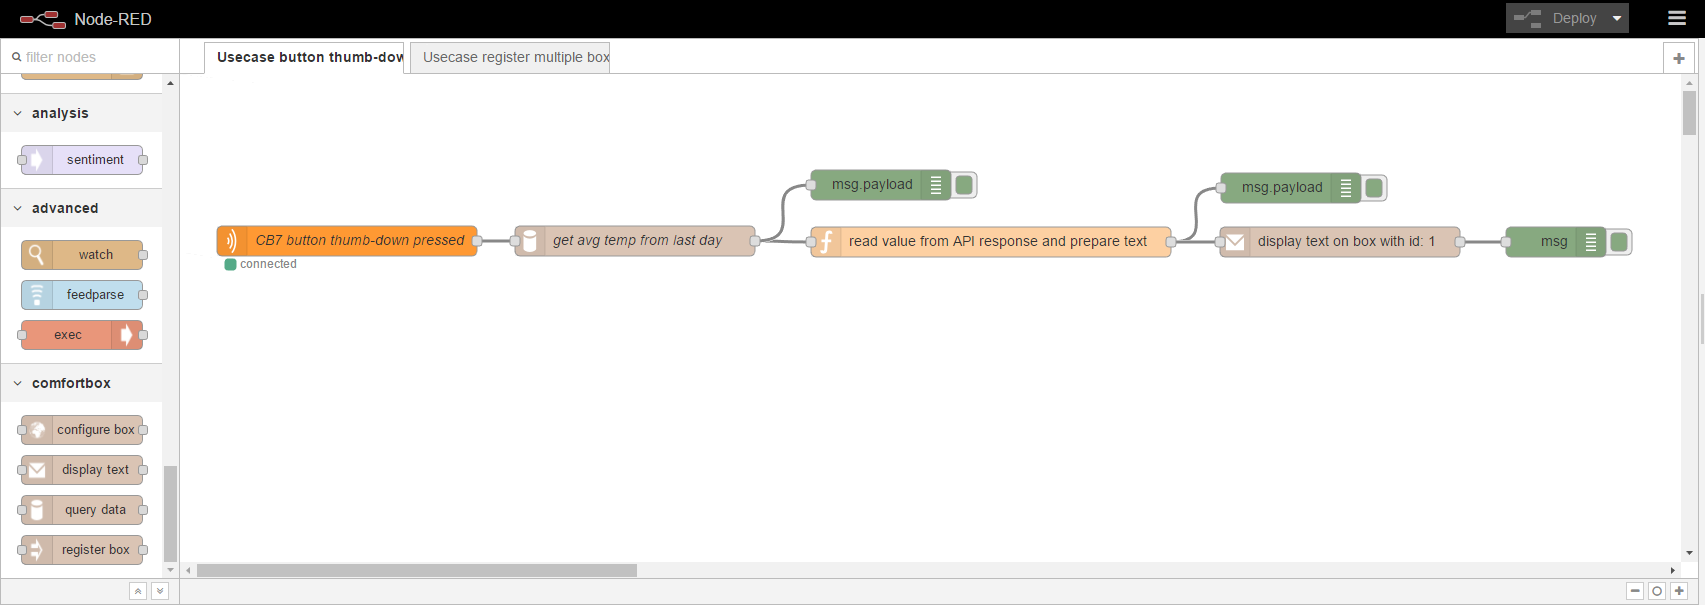 Node-RED
Deploy
filter nodes
Usecase button thumb-dow
Usecase register multiple box
analysis
sentiment
advanced
watch
feedparse
exec
comfortbox
configure box
display text
query data
register box
msg.payload
msg.payload
CB7 button thumb-down pressed
get avg temp from last day
read value from API response and prepare text
display text on box with id: 1
msg
connected